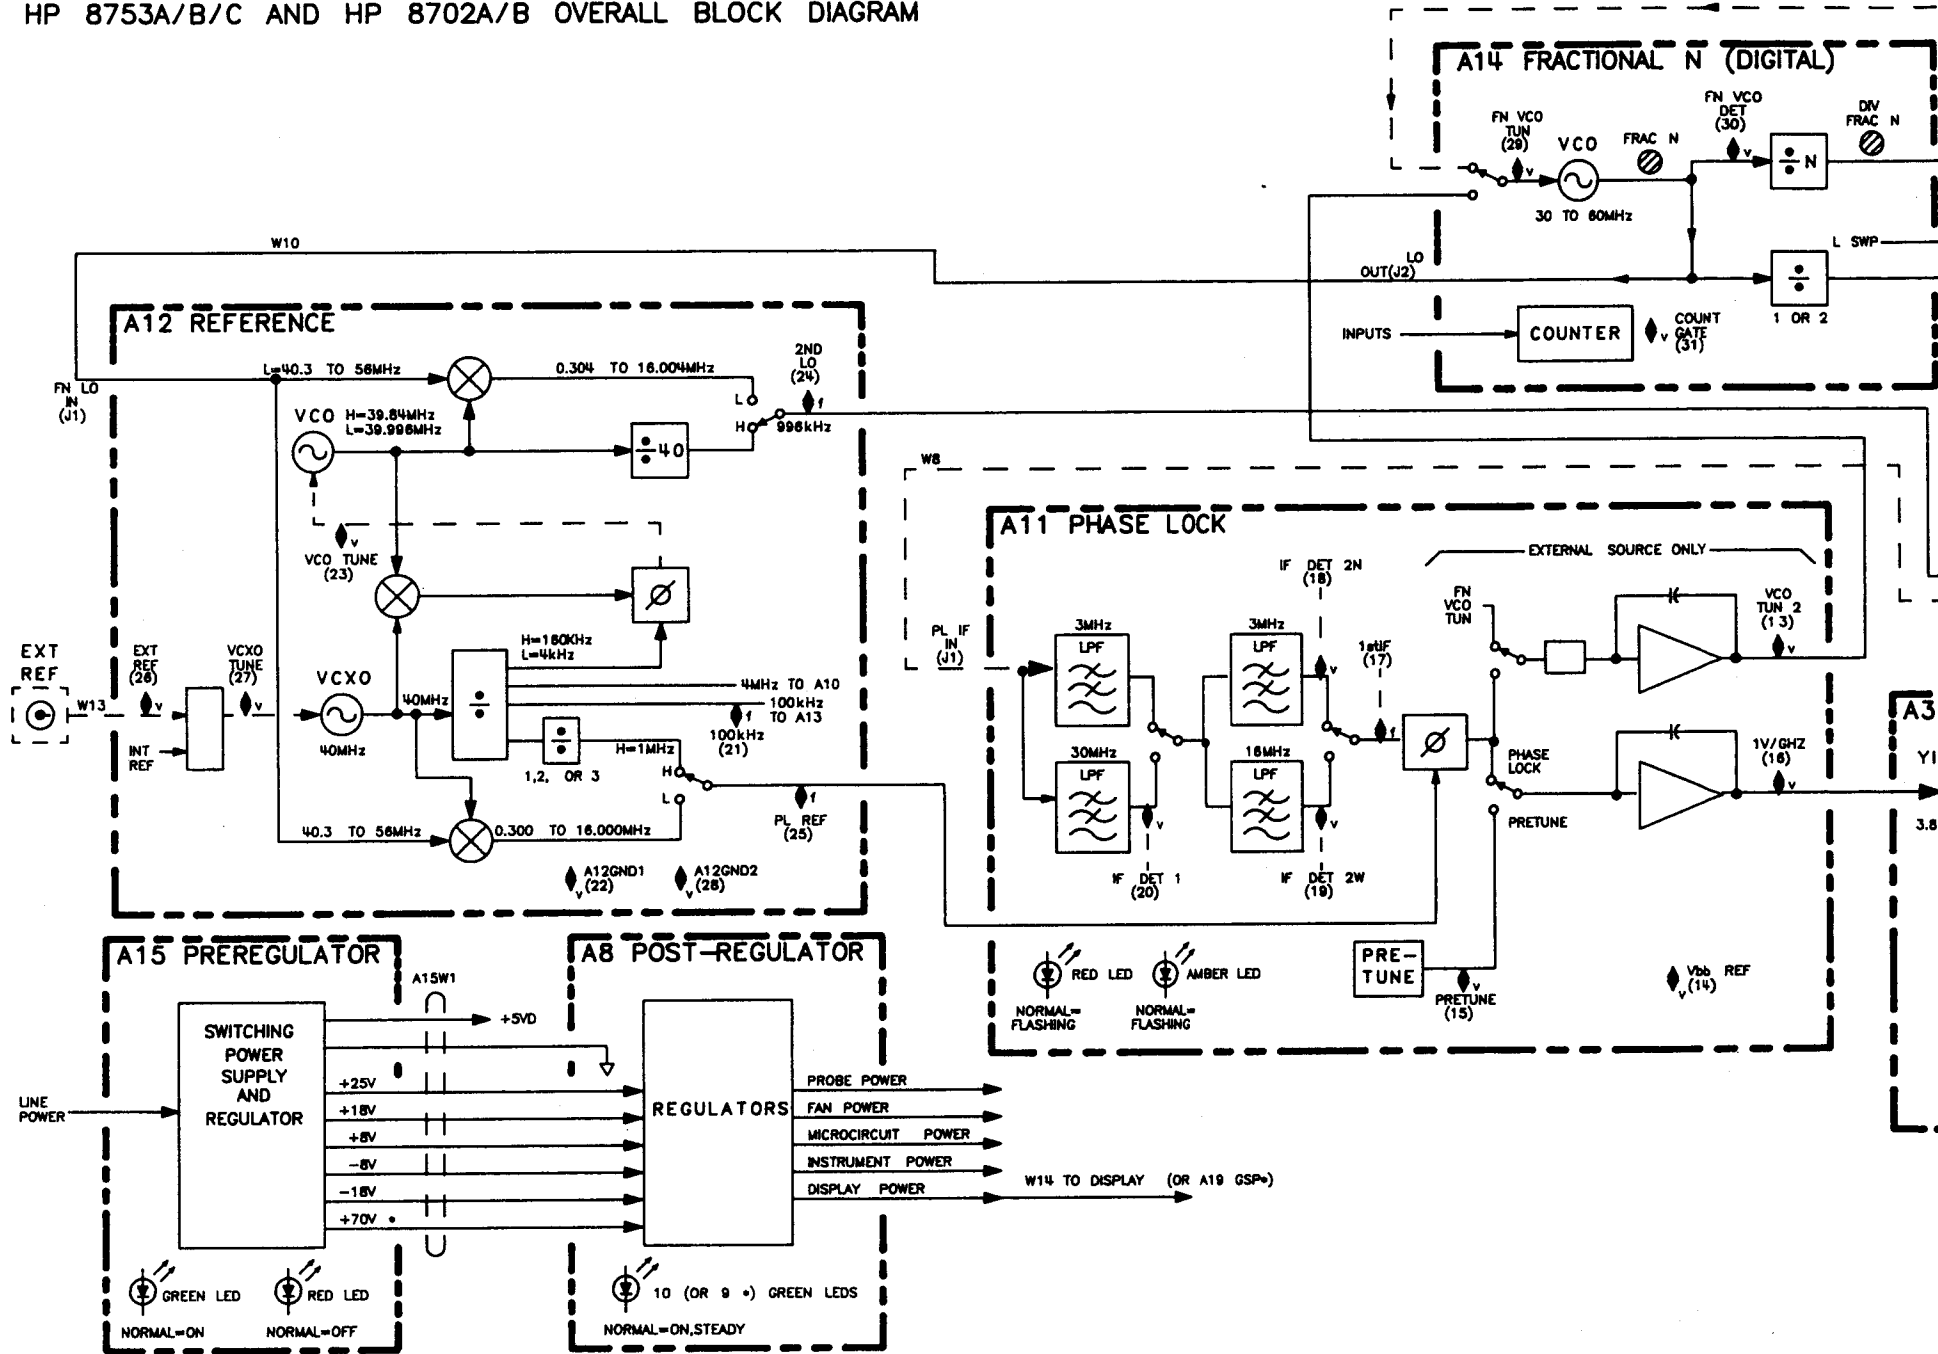 HP 8753A/B/C AND HP 8702A/B OVERALL BLOCK DIAGRAM
A14 FRACTIONAL N (DIGITAL)
FN VCO
TUN
(29)
VCO
30 TO 60MHz
FRAC N
FN VCO
DET
(30)
v
v
÷ N
DIV
FRAC N
L SWP
LO
OUT(J2)
÷
1 OR 2
INPUTS
COUNTER
v
COUNT
GATE
(31)
W10
A12 REFERENCE
FN LO
IN
(J1)
L=40.3 TO 56MHz
0.304 TO 16.004MHz
2ND
LO
(24)
f
L
H
996kHz
VCO
H=39.84MHz
L=39.996MHz
÷40
v
VCO TUNE
(23)
Ø
H=160KHz
L=4kHz
EXT
REF
W13
EXT
REF
(26)
v
INT
REF
VCXO
TUNE
(27)
v
VCXO
40MHz
40MHz
÷
4MHz TO A10
100kHz
TO A13
f
100kHz
(21)
÷
1,2, OR 3
H=1MHz
H
L
f
PL REF
(25)
40.3 TO 56MHz
0.300 TO 16.000MHz
v
A12GND1
(22)
v
A12GND2
(28)
W8
A11 PHASE LOCK
EXTERNAL SOURCE ONLY
PL IF
IN
(J1)
3MHz
LPF
30MHz
LPF
v
IF DET 1
(20)
IF DET 2N
(18)
3MHz
LPF
v
16MHz
LPF
v
IF DET 2W
(19)
1stIF
(17)
f
Ø
FN
VCO
TUN
VCO
TUN 2
(13)
v
PHASE
LOCK
PRETUNE
1V/GHZ
(16)
v
RED LED
NORMAL=
FLASHING
AMBER LED
NORMAL=
FLASHING
PRE-
TUNE
v
PRETUNE
(15)
v
Vbb REF
(14)
A3
YI
3.8
A15 PREREGULATOR
LINE
POWER
SWITCHING
POWER
SUPPLY
AND
REGULATOR
A15W1
+5VD
+25V
+18V
+8V
-8V
-18V
+70V *
GREEN LED
NORMAL=ON
RED LED
NORMAL=OFF
A8 POST-REGULATOR
REGULATORS
PROBE POWER
FAN POWER
MICROCIRCUIT POWER
INSTRUMENT POWER
DISPLAY POWER
W14 TO DISPLAY (OR A19 GSP*)
10 (OR 9 *) GREEN LEDS
NORMAL=ON,STEADY